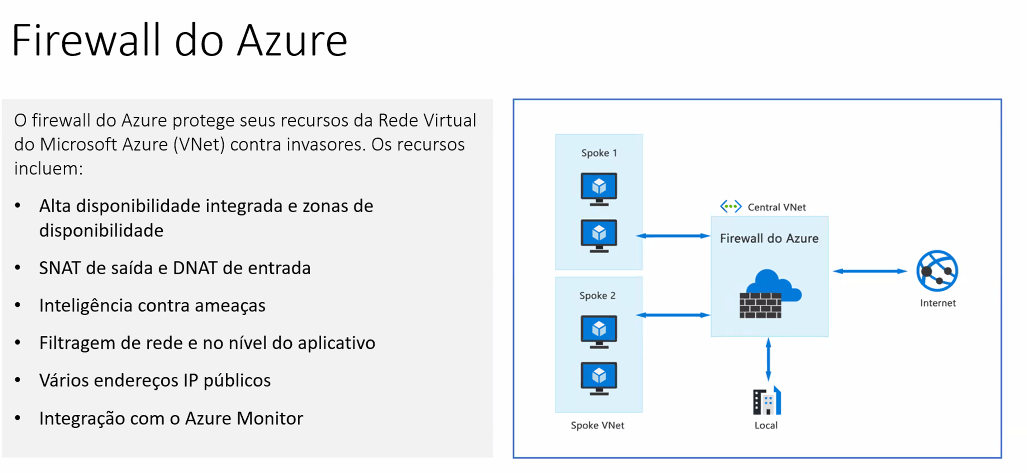 Firewall do Azure
O firewall do Azure protege seus recursos da Rede Virtual
do Microsoft Azure (VNet) contra invasores. Os recursos
incluem:
• Alta disponibilidade integrada e zonas de
disponibilidade
• SNAT de saída e DNAT de entrada
• Inteligência contra ameaças
• Filtragem de rede e no nível do aplicativo
• Vários endereços IP públicos
• Integração com o Azure Monitor
Spoke 1
Central VNet
Firewall do Azure
Spoke 2
Internet
Spoke VNet
Local